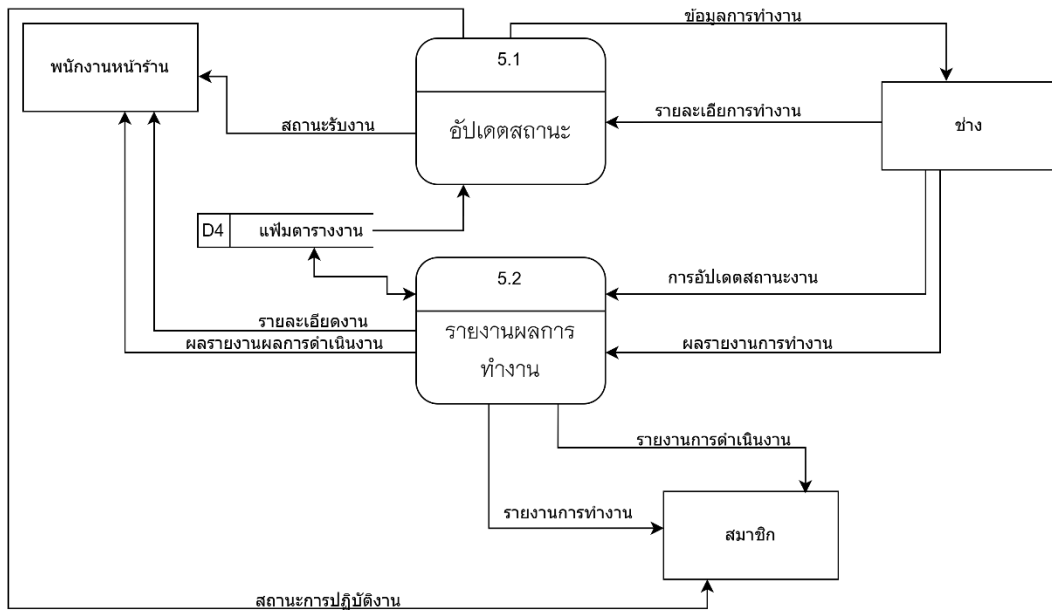 ข้อมูลการทำงาน
5.1
พนักงานหน้าร้าน
อัปเดตสถานะ
สถานะรับงาน
รายละเอียการทำงาน
ช่าง
D4 แฟ้มตารางงาน
5.2
การอัปเดตสถานะงาน
รายละเอียดงาน
ผลรายงานผลการดำเนินงาน
รายงานผลการ
ทำงาน
ผลรายงานการทำงาน
รายงานการดำเนินงาน
รายงานการทำงาน
สมาชิก
สถานะการปฏิบัติงาน